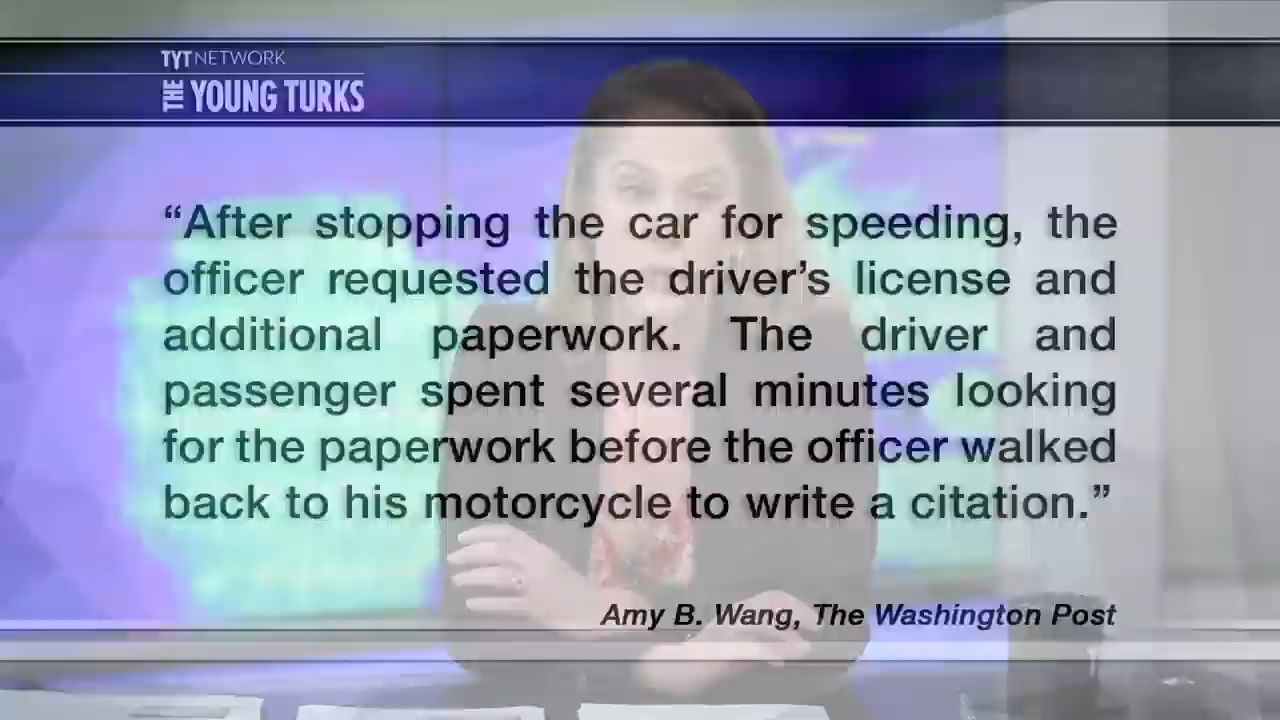 TYT NETWORK
THE YOUNG TURKS
“After stopping the car for speeding, the
officer requested the driver’s license and
additional paperwork. The driver and
passenger spent several minutes looking
for the paperwork before the officer walked
back to his motorcycle to write a citation.”
Amy B. Wang, The Washington Post